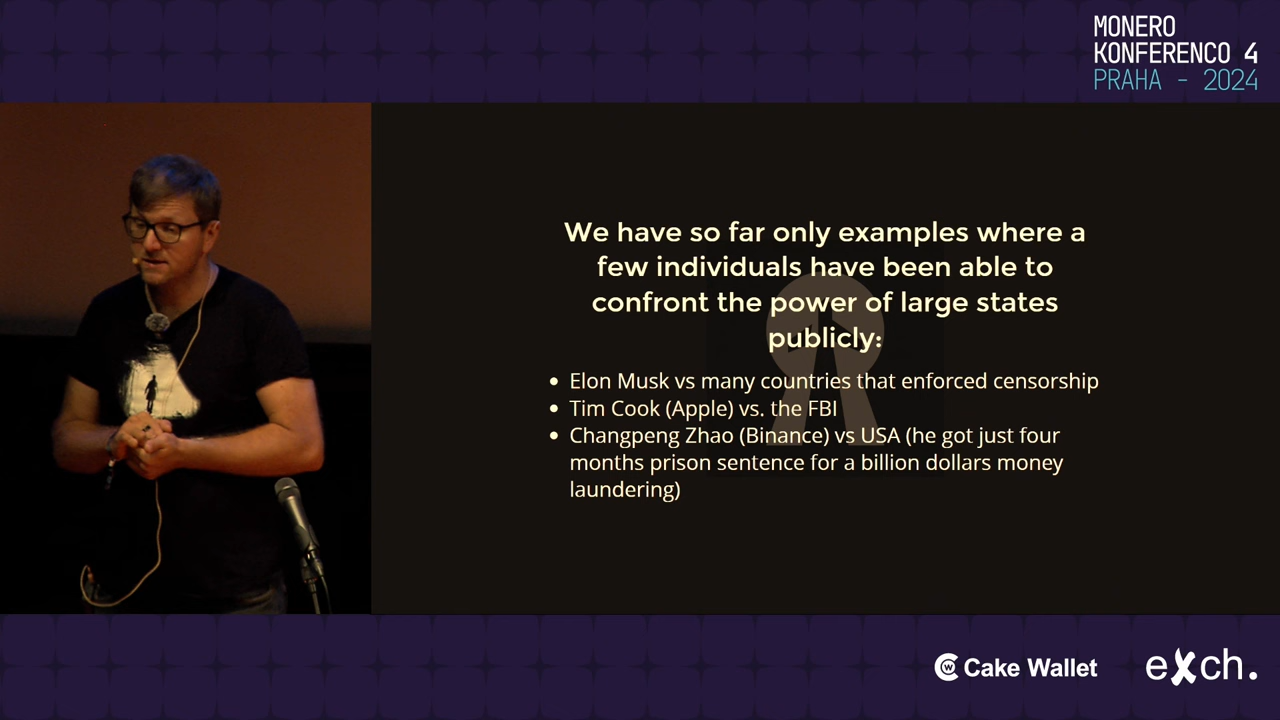 MONERO
KONFERENCO 4
PRAHA - 2024
We have so far only examples where a
few individuals have been able to
confront the power of large states
publicly:
• Elon Musk vs many countries that enforced censorship
• Tim Cook (Apple) vs. the FBI
• Changpeng Zhao (Binance) vs USA (he got just four
months prison sentence for a billion dollars money
laundering)
Cake Wallet
eXch.